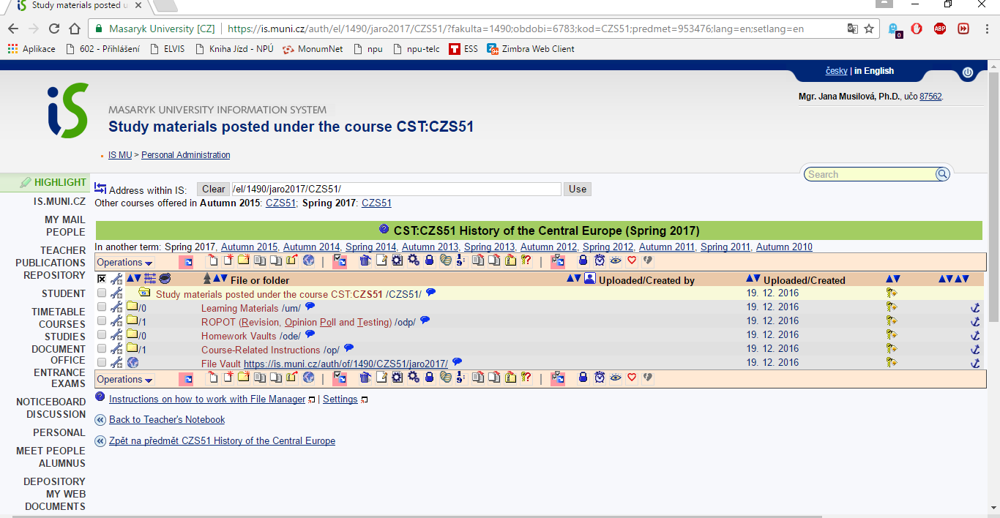 Study materials posted u
Masaryk University [CZ] | https://is.muni.cz/auth/el/1490/jaro2017/CZS51/?fakulta=1490;obdobi=6783;kod=CZS51;predmet=953476;lang=en;setlang=en
0
ABP
Aplikace 602 - Přihlášení ELVIS Kniha Jízd - NPÚ MonumNet npu npu-telc ESS Zimbra Web Client
česky | in English
Mgr. Jana Musilová, Ph.D., učo 87562.
is
MASARYK UNIVERSITY INFORMATION SYSTEM
Study materials posted under the course CST:CZS51
IS MU > Personal Administration
Search
HIGHLIGHT
IS.MUNI.CZ
MY MAIL
PEOPLE
TEACHER
PUBLICATIONS
REPOSITORY
STUDENT
TIMETABLE
COURSES
STUDIES
DOCUMENT
OFFICE
ENTRANCE
EXAMS
NOTICEBOARD
DISCUSSION
PERSONAL
MEET PEOPLE
ALUMNUS
DEPOSITORY
MY WEB
DOCUMENTS
Address within IS: Clear /el/1490/jaro2017/CZS51/ Use
Other courses offered in Autumn 2015: CZS51; Spring 2017: CZS51
CST:CZS51 History of the Central Europe (Spring 2017)
In another term: Spring 2017, Autumn 2015, Autumn 2014, Spring 2014, Autumn 2013, Spring 2013, Autumn 2012, Spring 2012, Autumn 2011, Spring 2011, Autumn 2010
Operations
File or folder Uploaded/Created by Uploaded/Created
Study materials posted under the course CST:CZS51 /CZS51/ 19. 12. 2016
/0 Learning Materials /um/ 19. 12. 2016
/1 ROPOT (Revision, Opinion Poll and Testing) /odp/ 19. 12. 2016
/0 Homework Vaults /ode/ 19. 12. 2016
/1 Course-Related Instructions /op/ 19. 12. 2016
File Vault https://is.muni.cz/auth/of/1490/CZS51/jaro2017/ 19. 12. 2016
Operations
Instructions on how to work with File Manager | Settings
Back to Teacher's Notebook
Zpět na předmět CZS51 History of the Central Europe